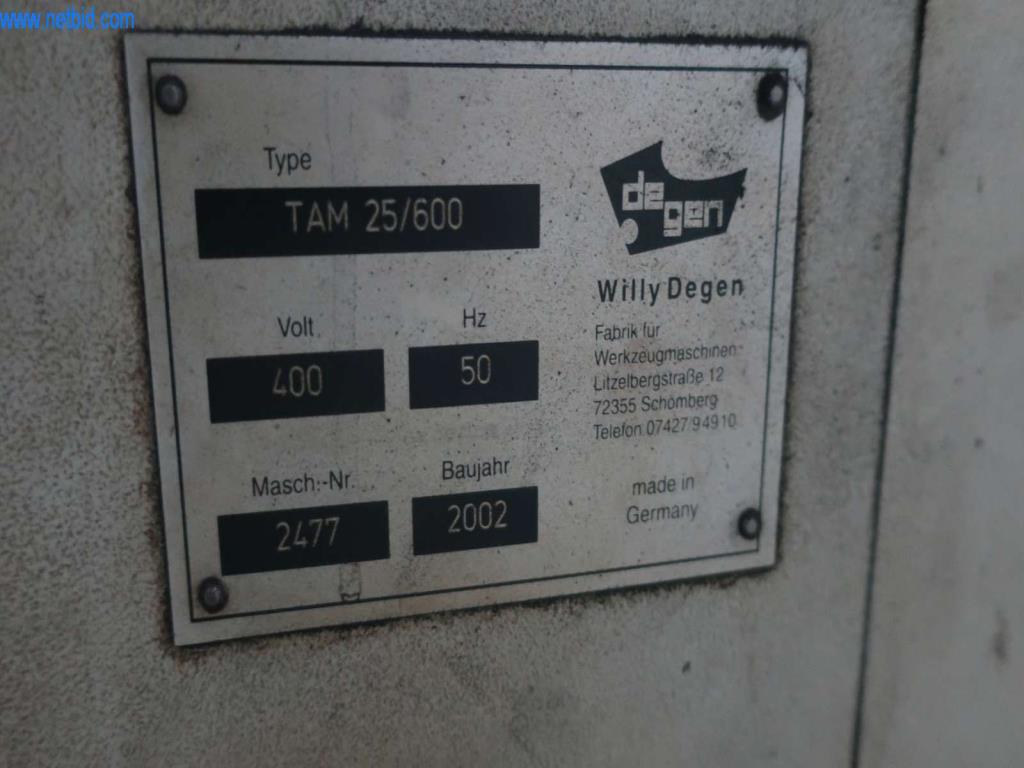 www.netbid.com
Type
TAM 25/600
Volt
Hz
400
50
Masch.-Nr.
Baujahr
2477
2002
degen
Willy Degen
Fabrik für
Werkzeugmaschinen
Litzelbergstraße 12
72355 Schömberg
Telefon 07427 94910
made in
Germany